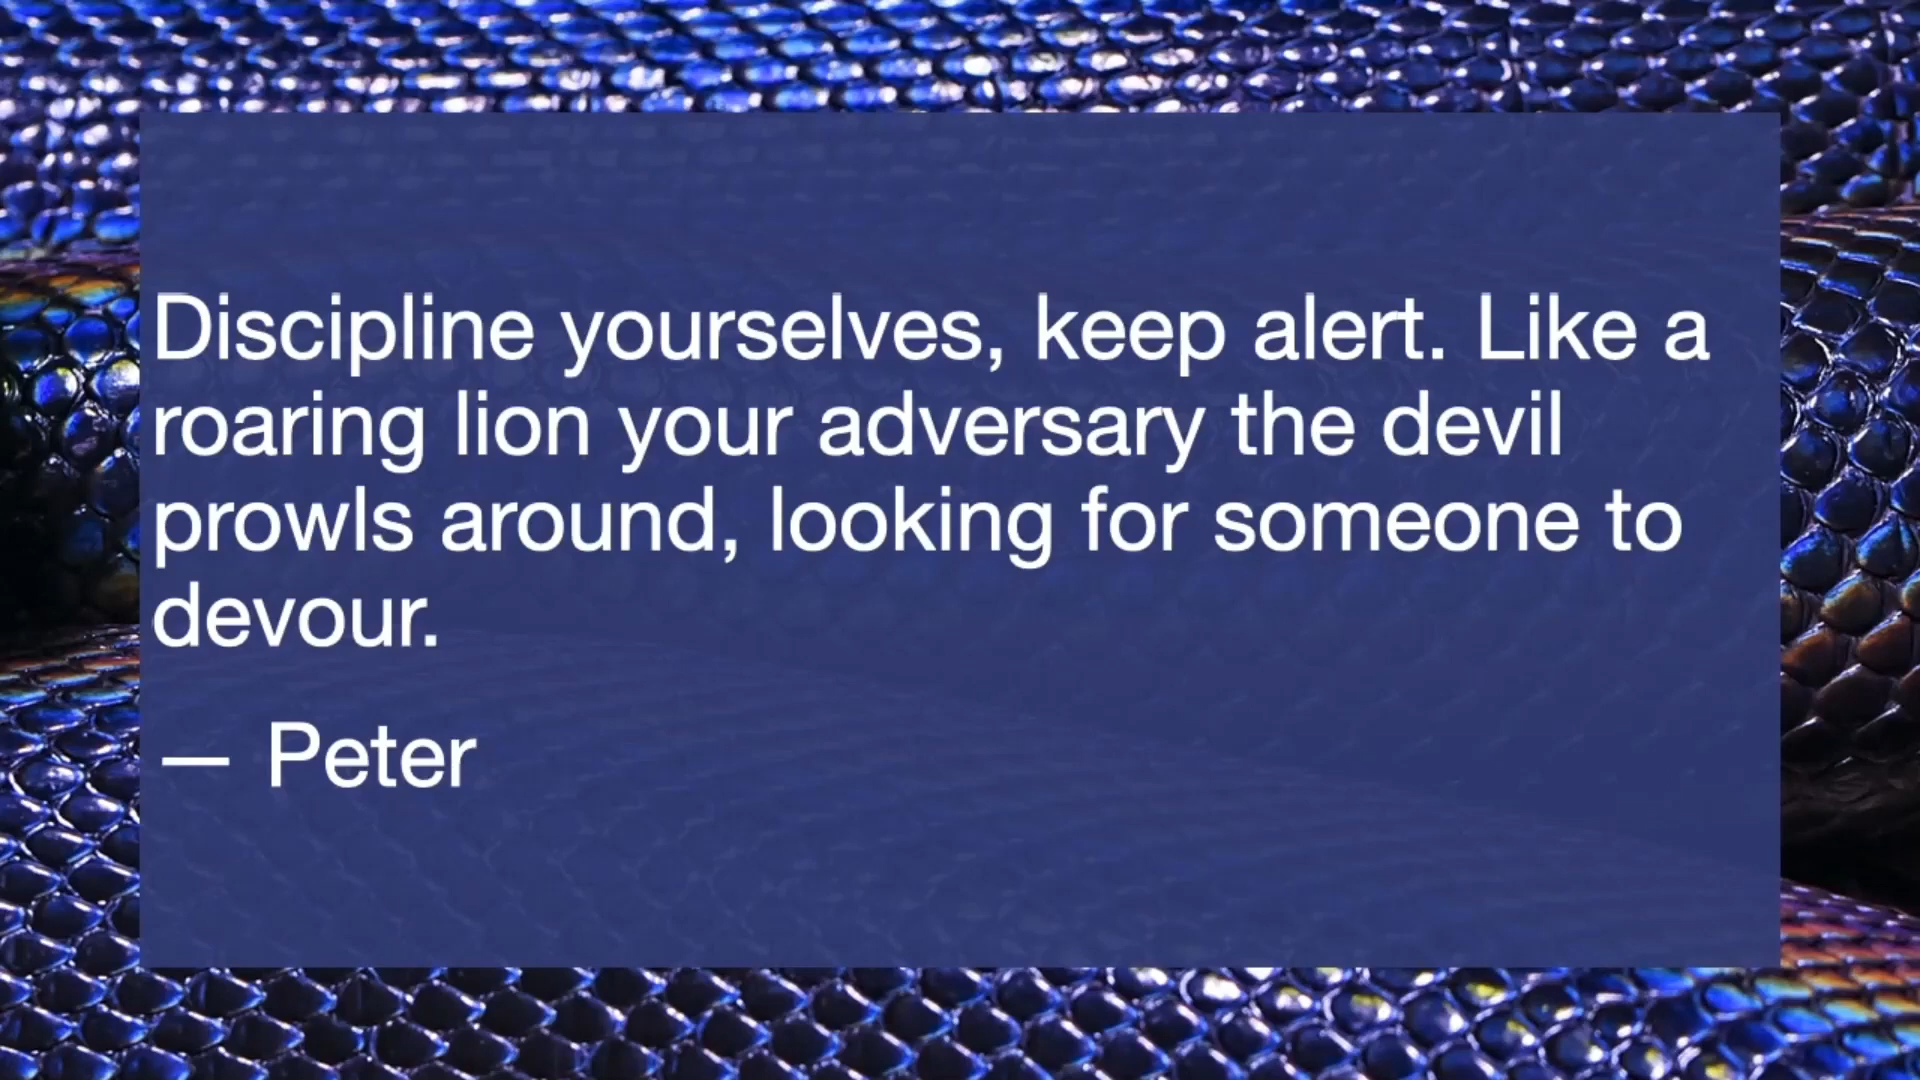 Discipline yourselves, keep alert. Like a
roaring lion your adversary the devil
prowls around, looking for someone to
devour.
— Peter